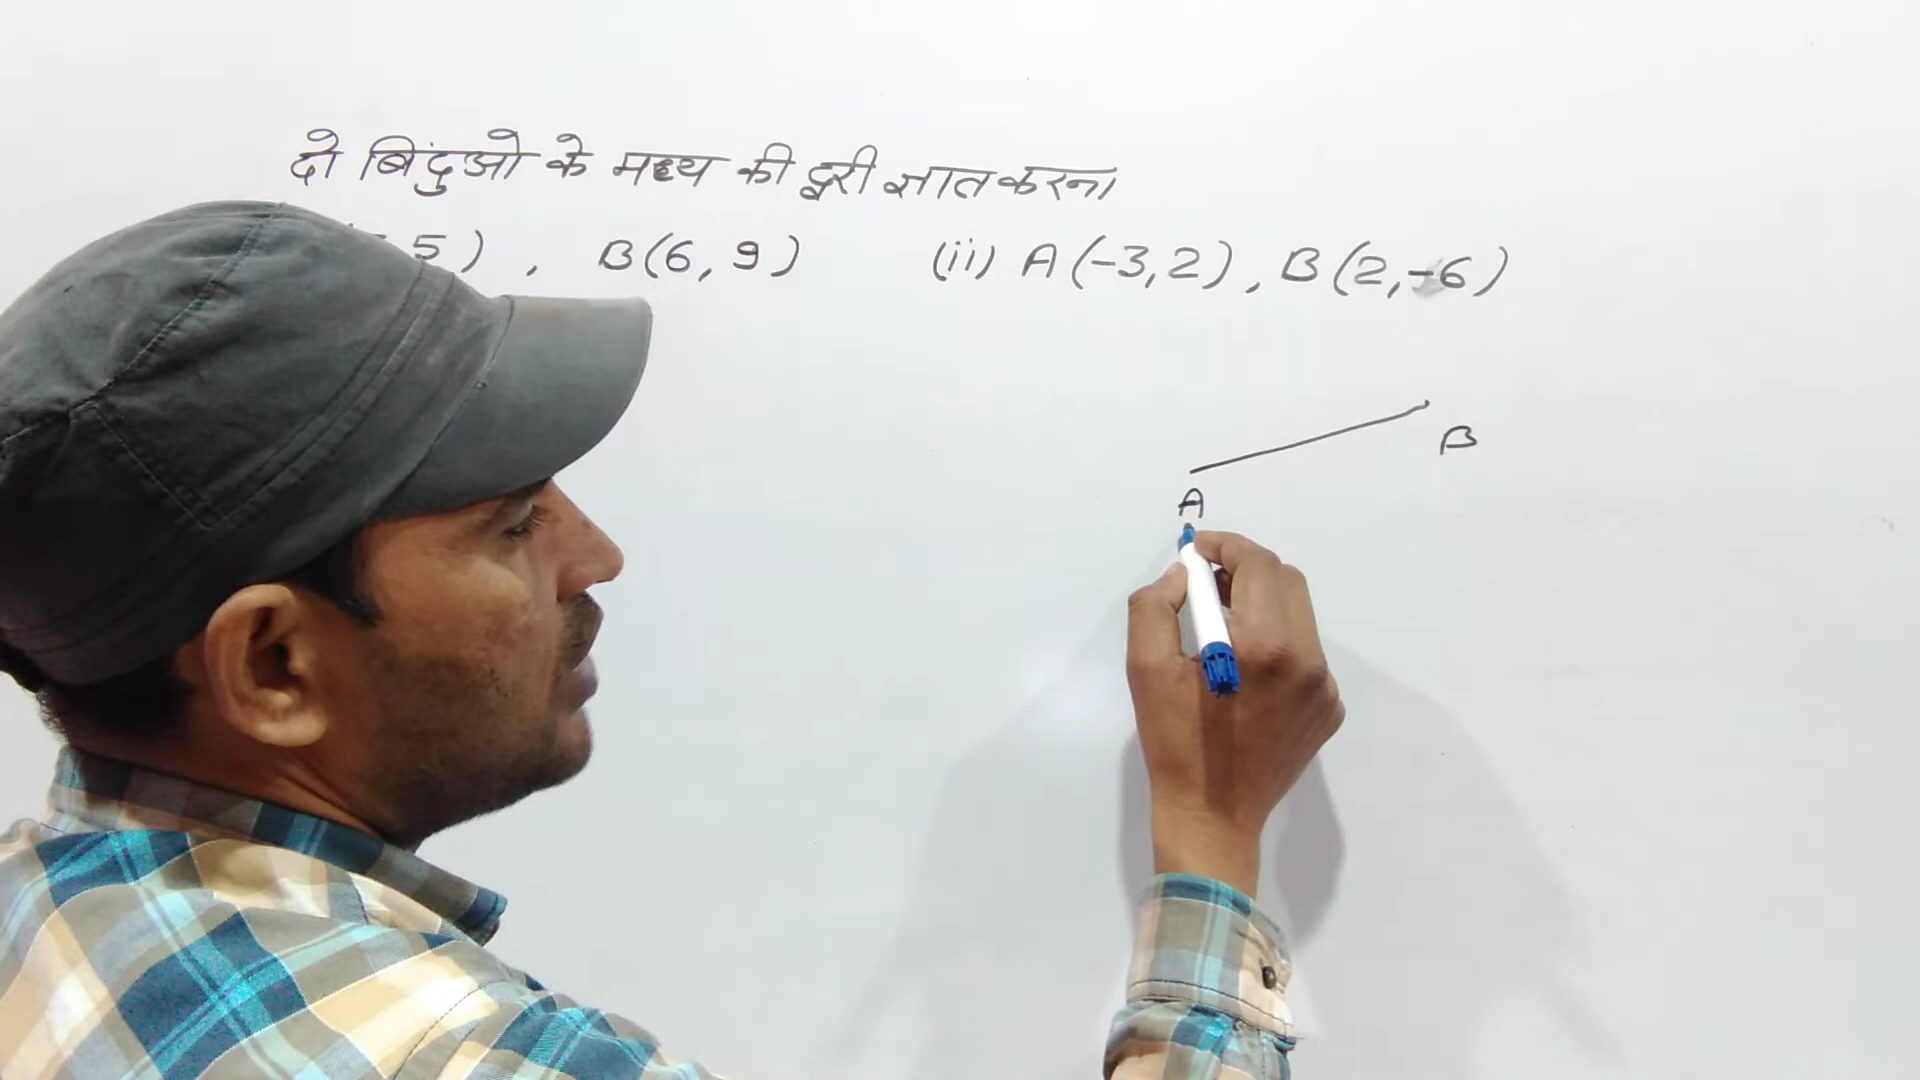 दो बिंदुओ के मध्य की दूरी ज्ञात करना
5) , B(6, 9) (ii) A(-3,2), B(2,-6)
B
A